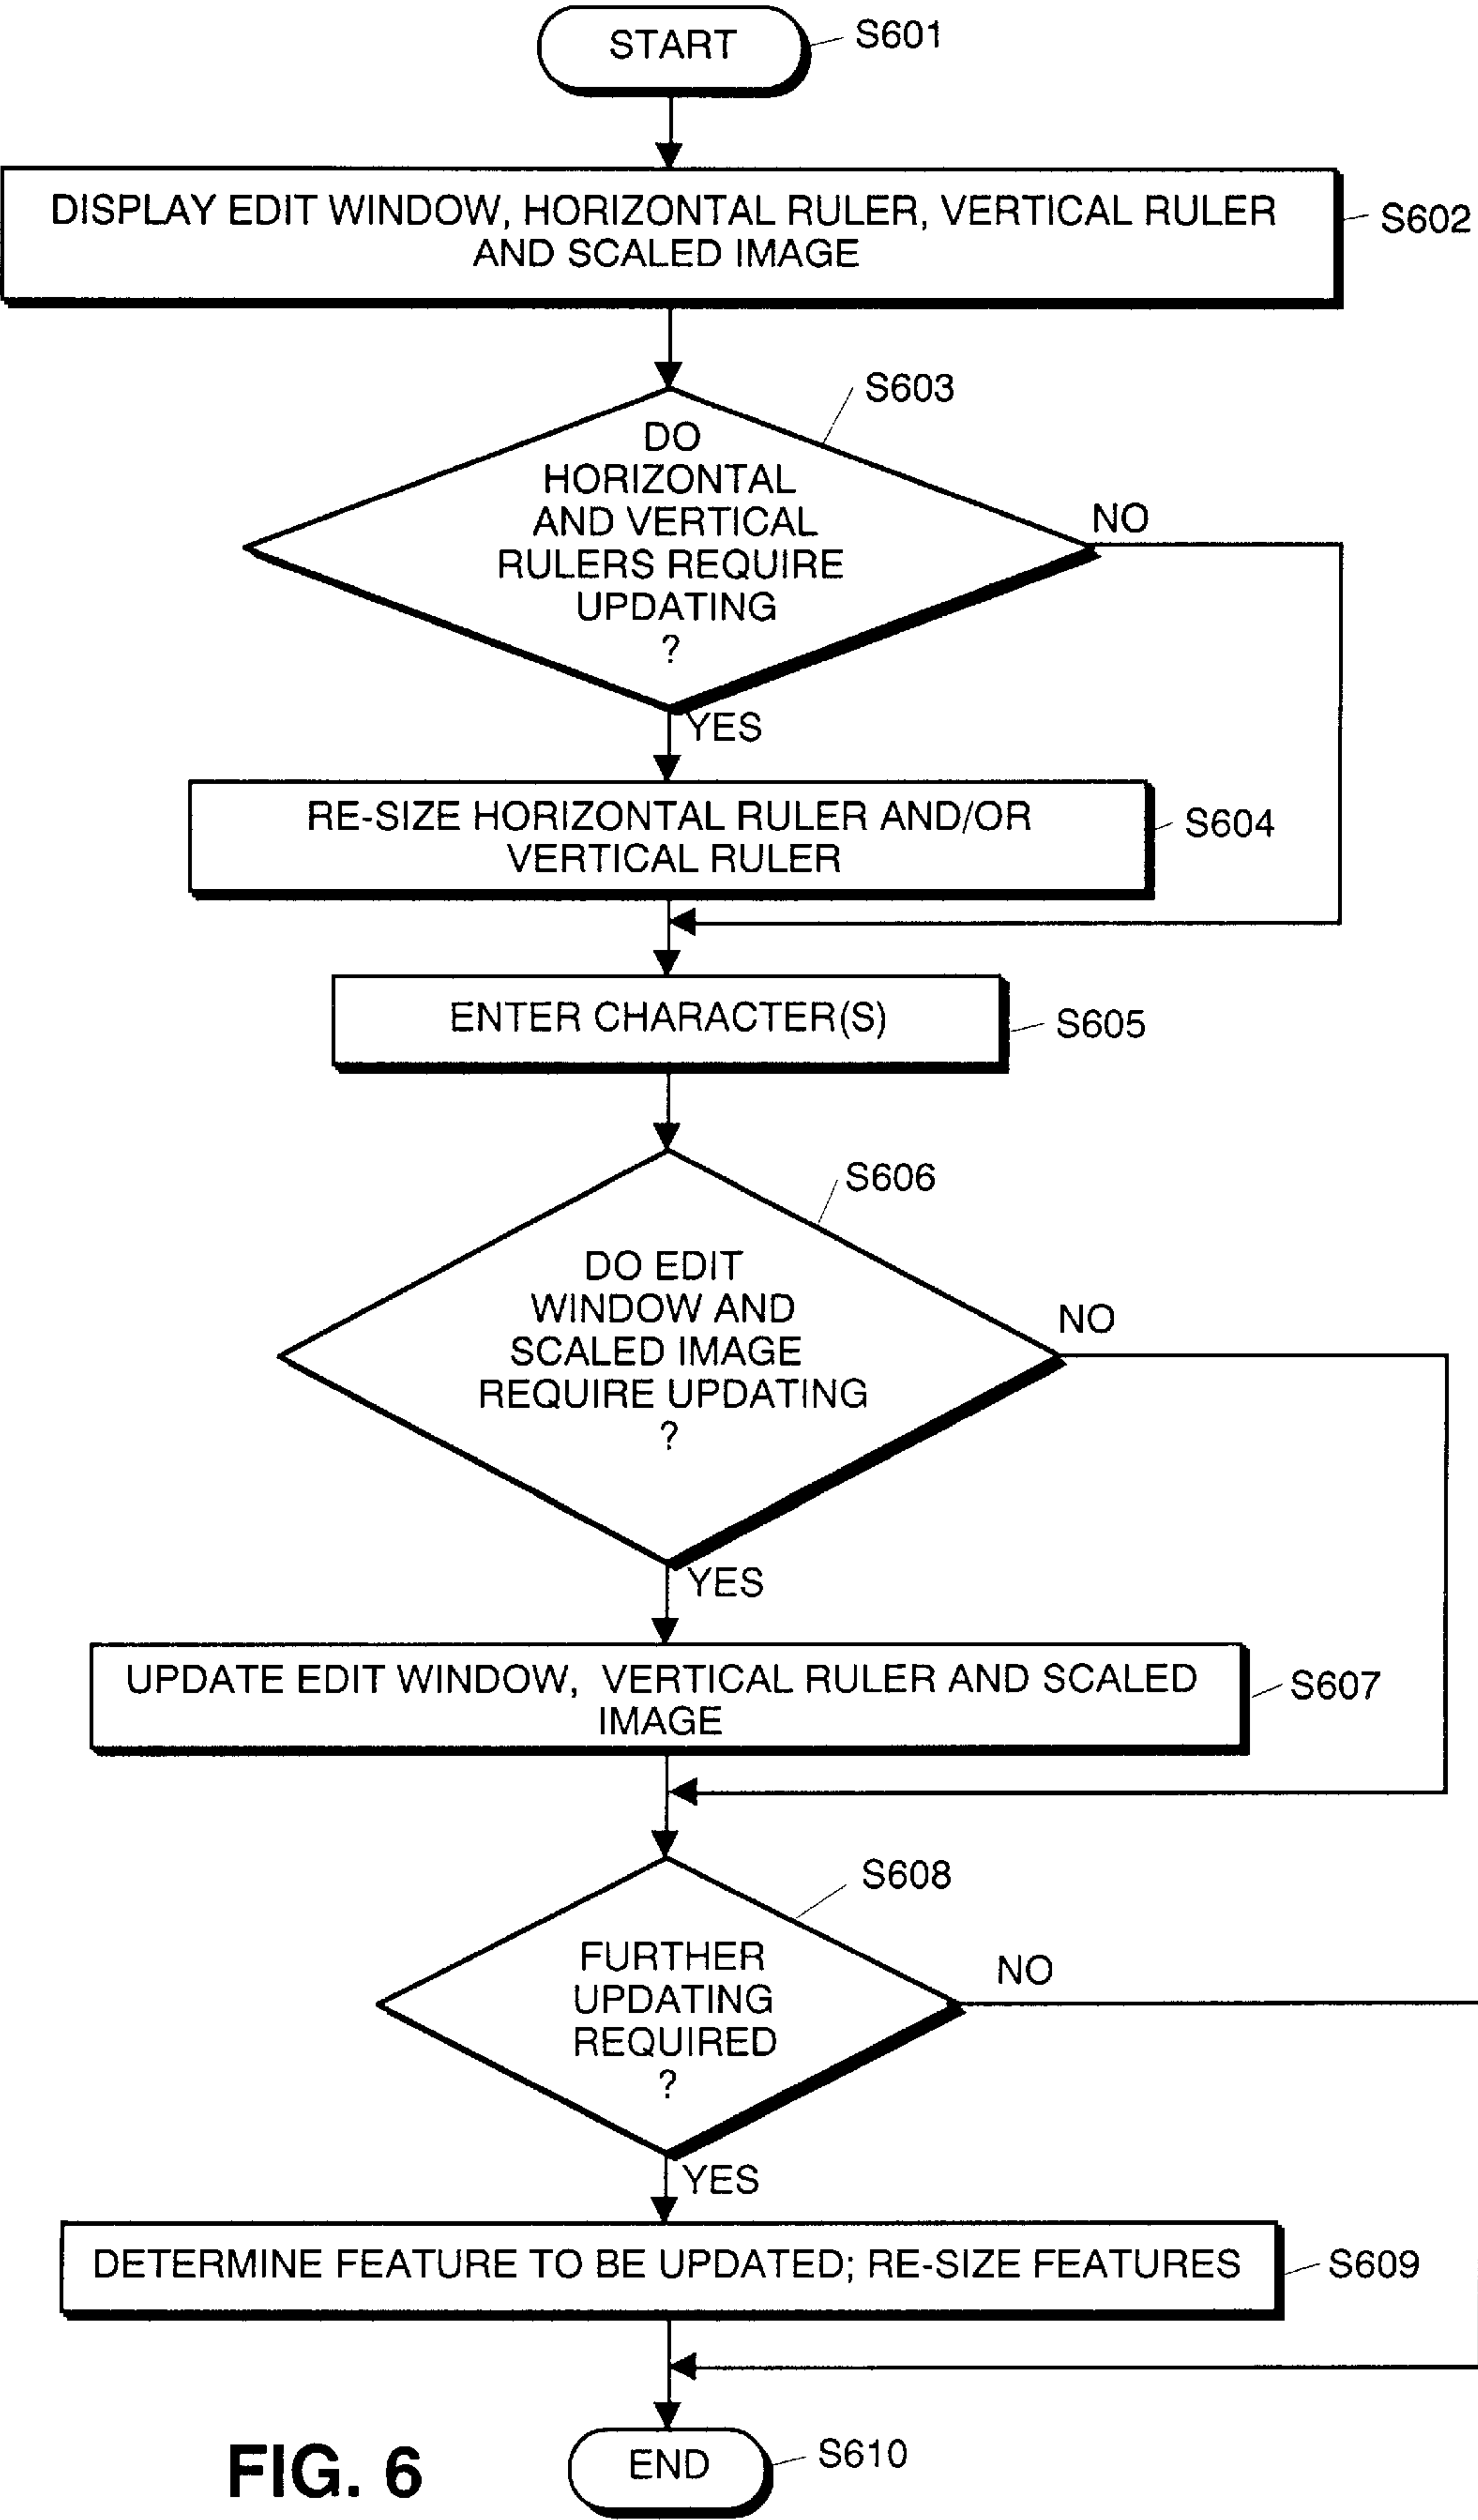 START
S601
DISPLAY EDIT WINDOW, HORIZONTAL RULER, VERTICAL RULER
AND SCALED IMAGE
S602
S603
DO
HORIZONTAL
AND VERTICAL
RULERS REQUIRE
UPDATING
?
NO
YES
RE-SIZE HORIZONTAL RULER AND/OR
VERTICAL RULER
S604
ENTER CHARACTER(S)
S605
S606
DO EDIT
WINDOW AND
SCALED IMAGE
REQUIRE UPDATING
?
NO
YES
UPDATE EDIT WINDOW, VERTICAL RULER AND SCALED
IMAGE
S607
S608
FURTHER
UPDATING
REQUIRED
?
NO
YES
DETERMINE FEATURE TO BE UPDATED; RE-SIZE FEATURES
S609
END
S610
FIG. 6